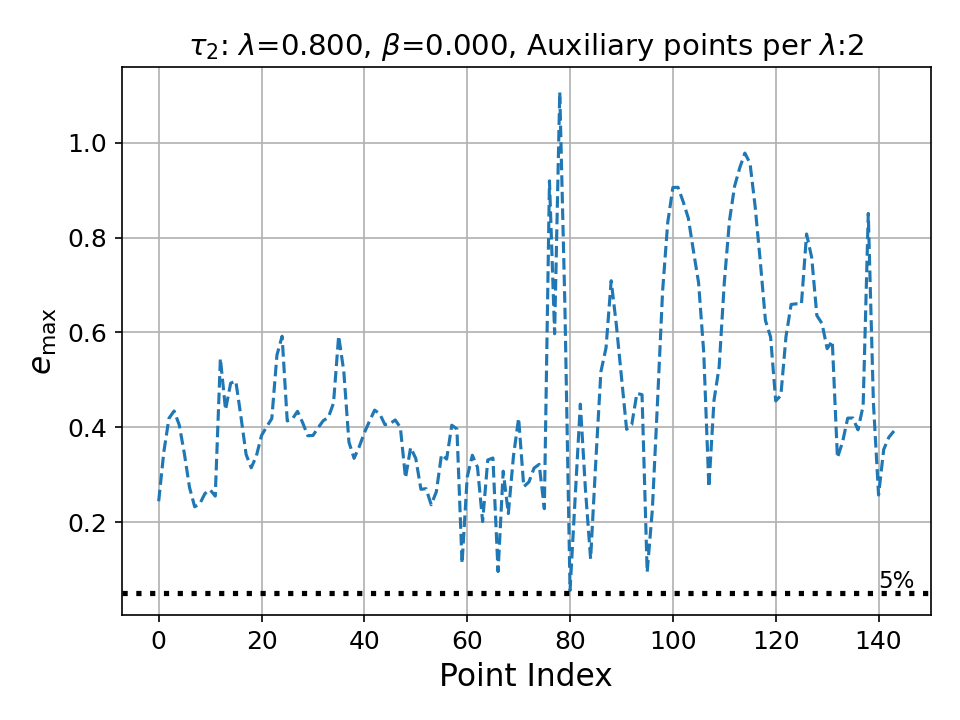 τ₂: λ=0.800, β=0.000, Auxiliary points per λ:2
e_max
1.0
0.8
0.6
0.4
0.2
5%
0 20 40 60 80 100 120 140
Point Index